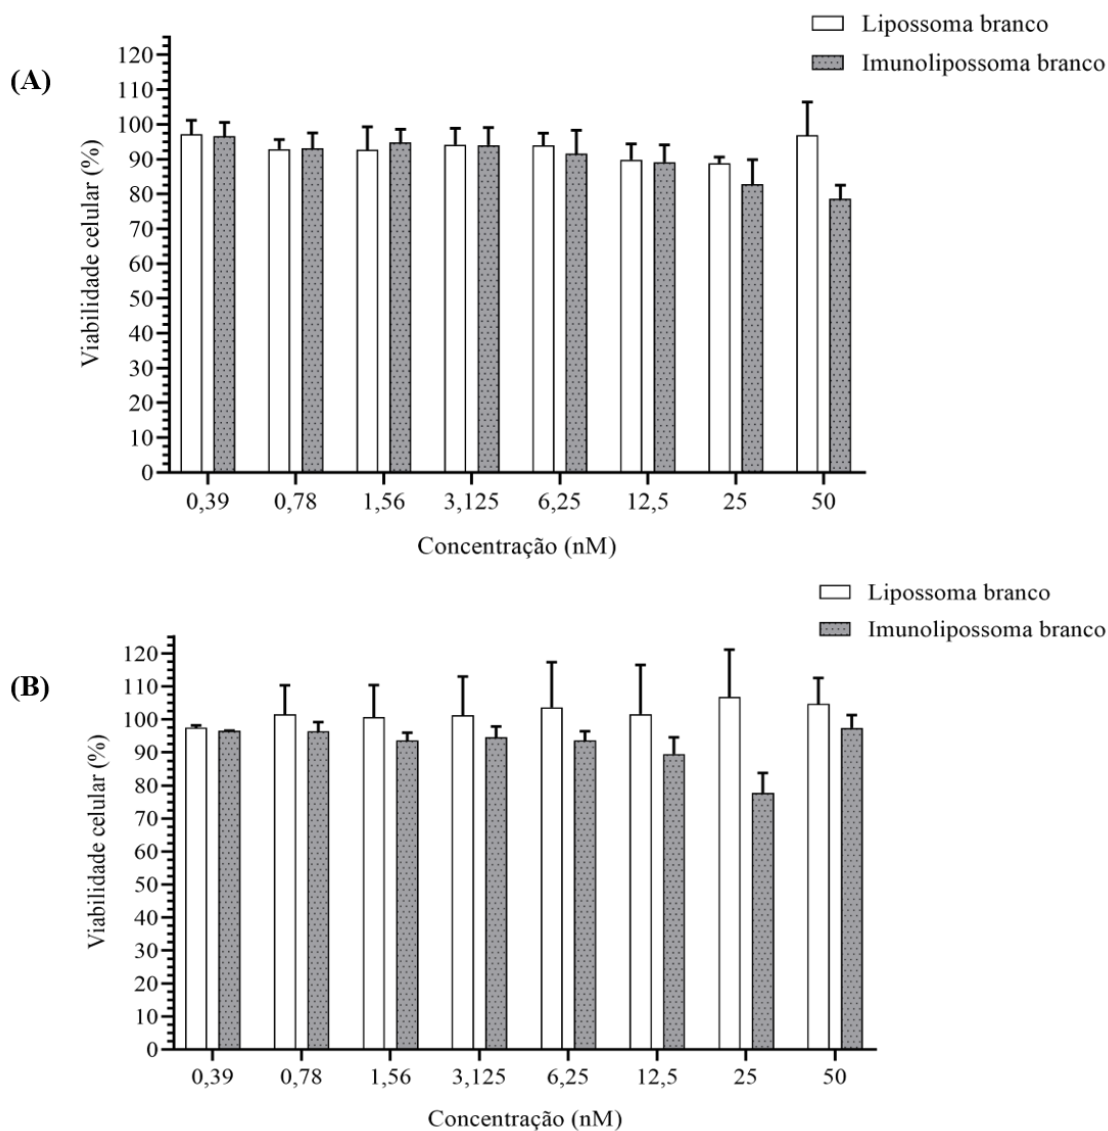 Lipossoma branco
Imunolipossoma branco
(A)
Viabilidade celular (%)
120
110
100
90
80
70
60
50
40
30
20
10
0
0,39 0,78 1,56 3,125 6,25 12,5 25 50
Concentração (nM)
Lipossoma branco
Imunolipossoma branco
(B)
Viabilidade celular (%)
120
110
100
90
80
70
60
50
40
30
20
10
0
0,39 0,78 1,56 3,125 6,25 12,5 25 50
Concentração (nM)